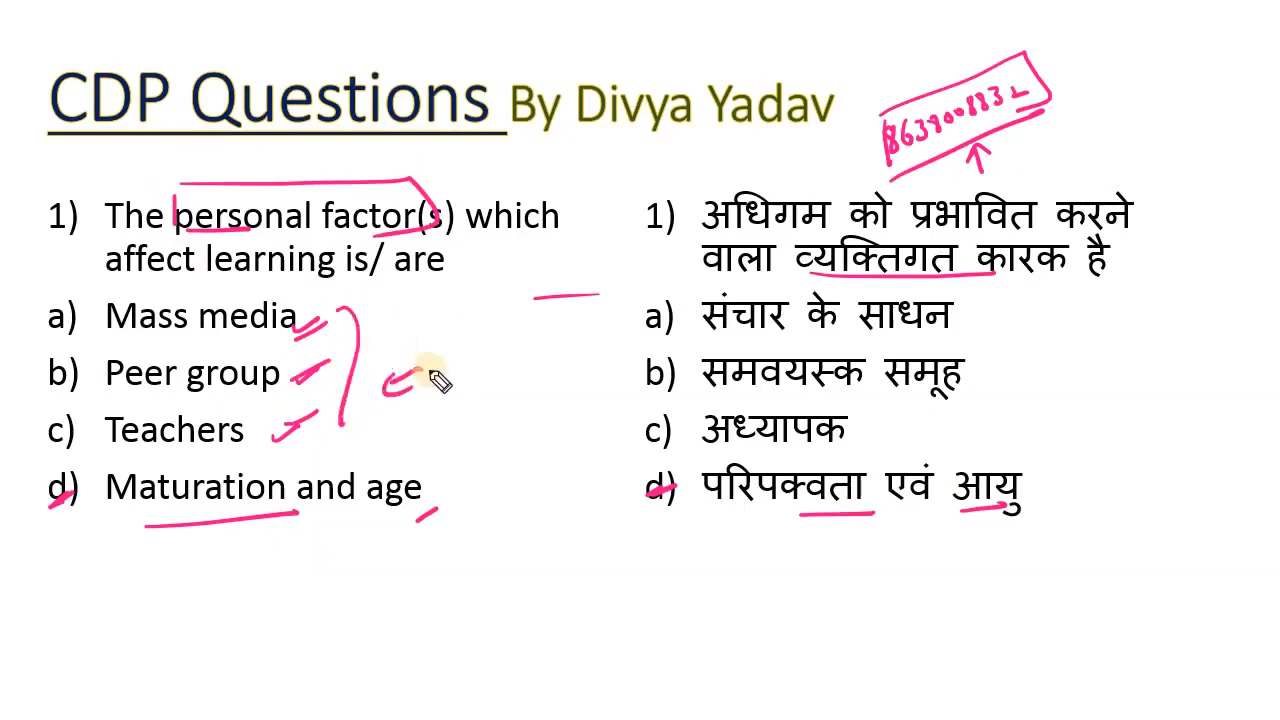 CDP Questions By Divya Yadav
8638008832
1) The personal factor(s) which
affect learning is/ are
a) Mass media
b) Peer group
c) Teachers
d) Maturation and age
1) अधिगम को प्रभावित करने
वाला व्यक्तिगत कारक है
a) संचार के साधन
b) समवयस्क समूह
c) अध्यापक
d) परिपक्वता एवं आयु